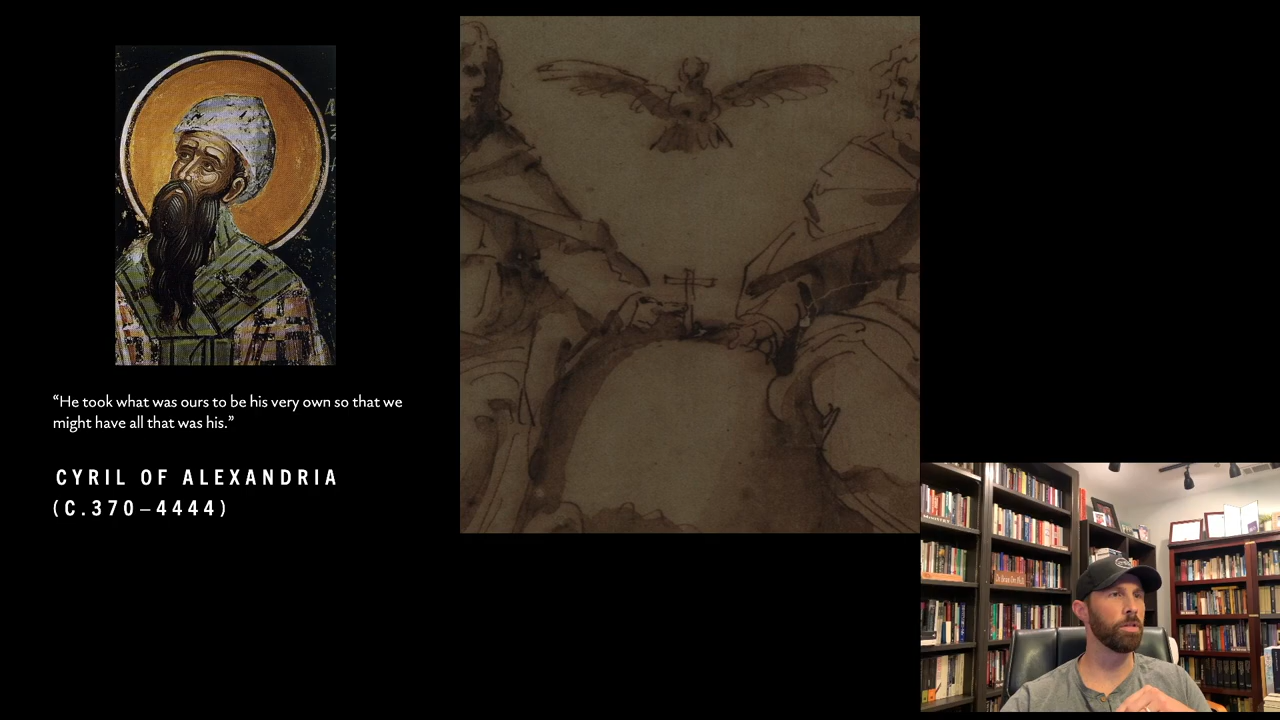 “He took what was ours to be his very own so that we
might have all that was his.”
CYRIL OF ALEXANDRIA
(C.370–4444)
MINISTRY